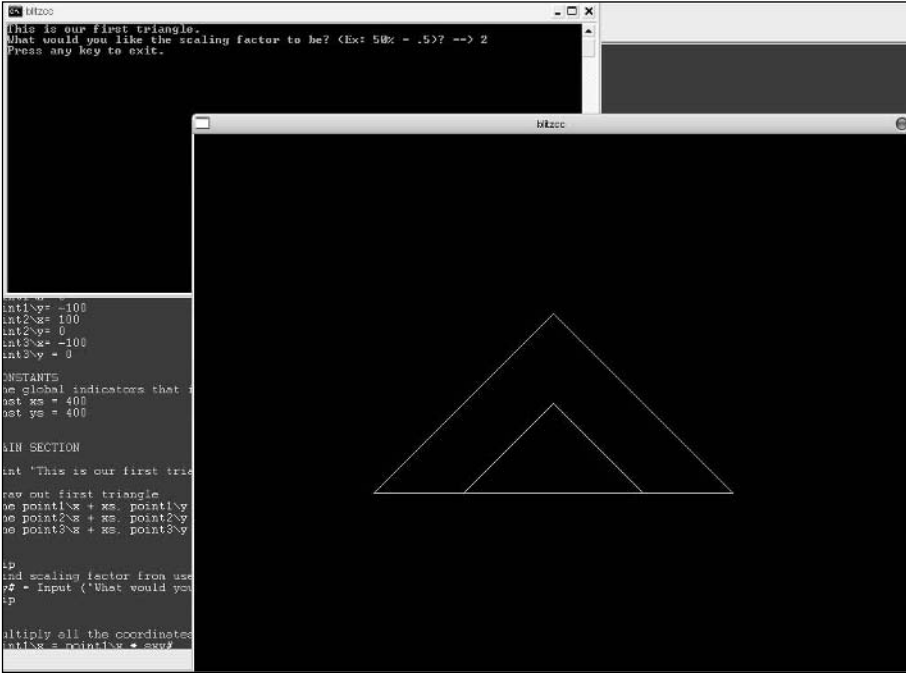 blitzcc
This is our first triangle.
What would you like the scaling factor to be? (Ex: 50% - .5)? --> 2
Press any key to exit.
blitzcc
int1\y= -100
int2\x= 100
int2\y= 0
int3\x= -100
int3\y = 0
ONSTANTS
he global indicators that i
nst xs = 400
nst ys = 400
AIN SECTION
int "This is our first tria
raw out first triangle
ne point1\x + xs, point1\y
ne point2\x + xs, point2\y
ne point3\x + xs, point3\y
ip
ind scaling factor from use
y# = Input ("What would you
ip
ultiply all the coordinates
int1\x = point1\x * sxy#